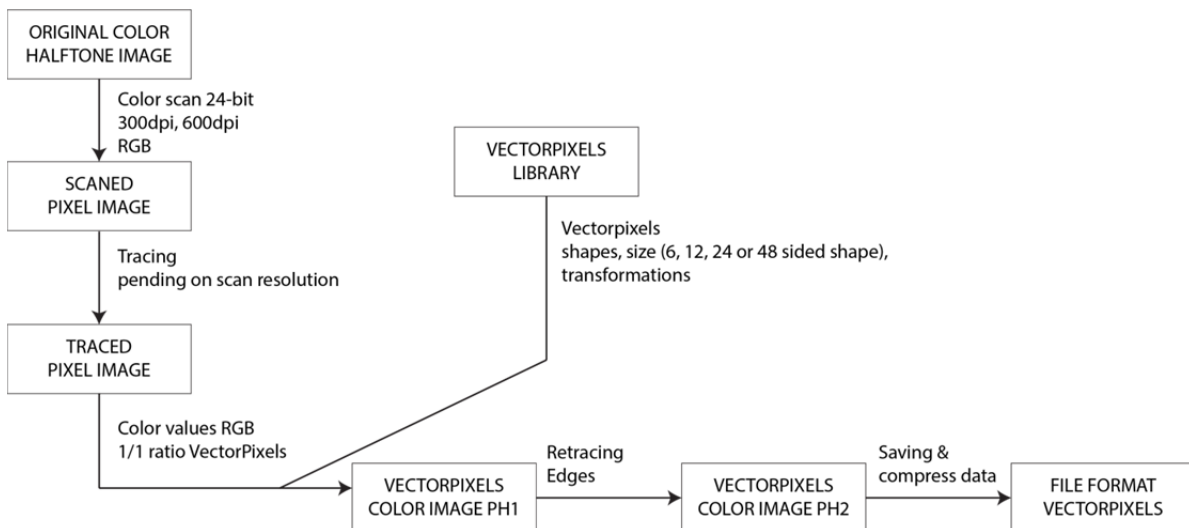 ORIGINAL COLOR
HALFTONE IMAGE
Color scan 24-bit
300dpi, 600dpi
RGB
SCANED
PIXEL IMAGE
Tracing
pending on scan resolution
TRACED
PIXEL IMAGE
Color values RGB
1/1 ratio VectorPixels
VECTORPIXELS
LIBRARY
Vectorpixels
shapes, size (6, 12, 24 or 48 sided shape),
transformations
VECTORPIXELS
COLOR IMAGE PH1
Retracing
Edges
VECTORPIXELS
COLOR IMAGE PH2
Saving &
compress data
FILE FORMAT
VECTORPIXELS